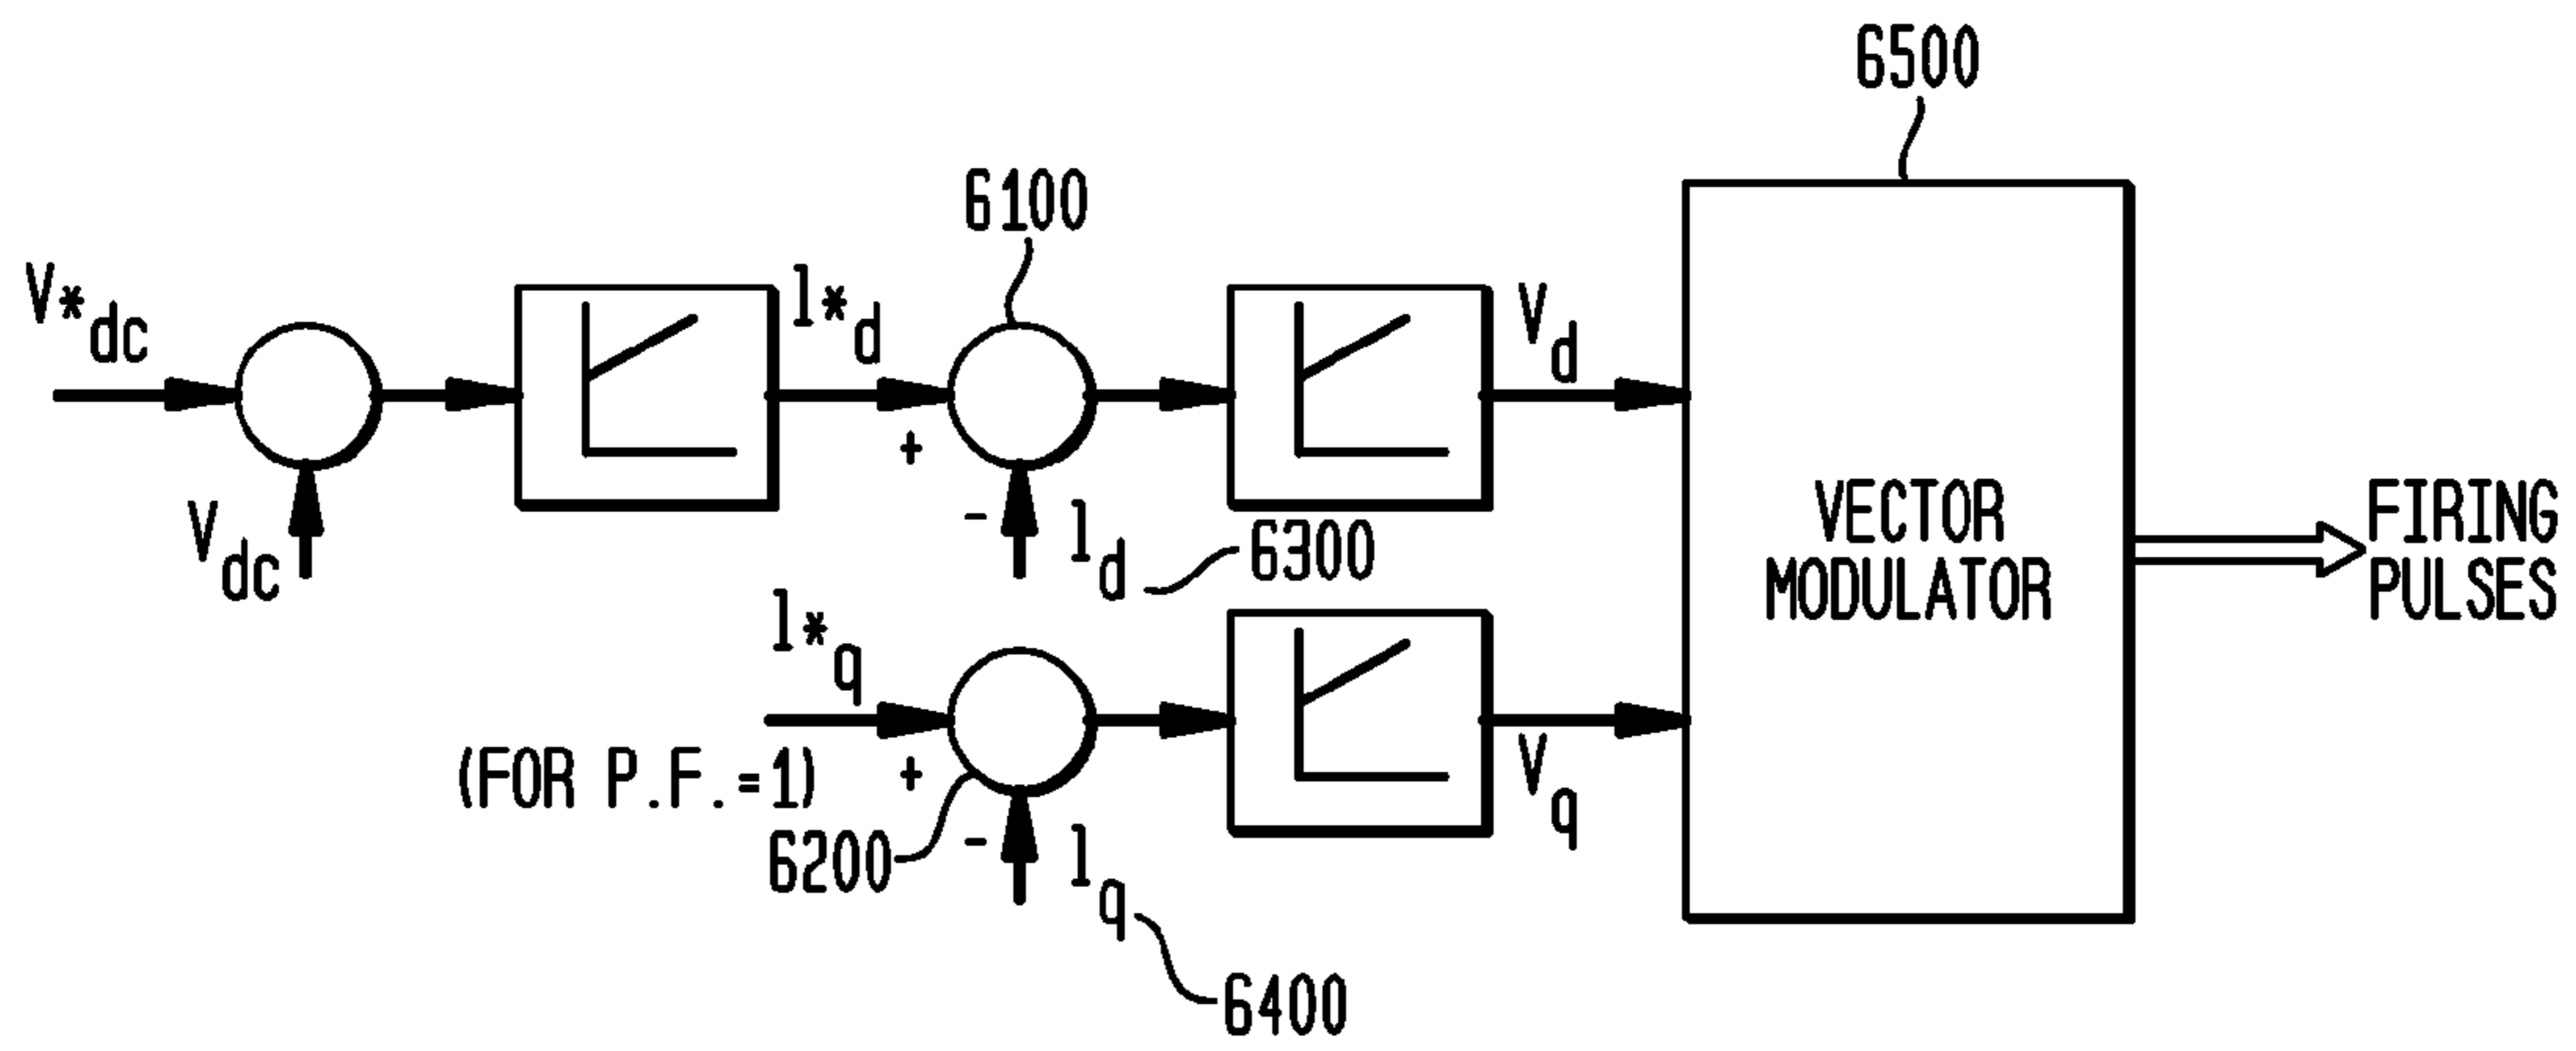 6500
6100
V*dc
I*d
Vd
+
Vdc
-
Id
6300
VECTOR
MODULATOR
FIRING
PULSES
I*q
(FOR P.F.=1)
+
Vq
6200
-
Iq
6400